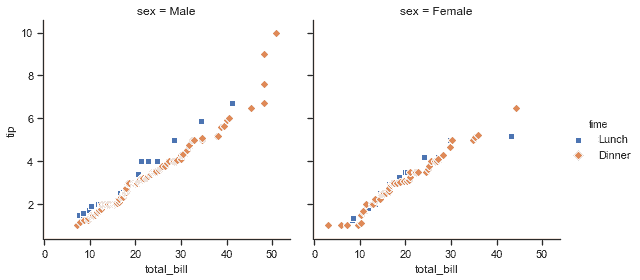 sex = Male
sex = Female
10
8
6
4
2
tip
0 10 20 30 40 50
0 10 20 30 40 50
total_bill
total_bill
time
Lunch
Dinner